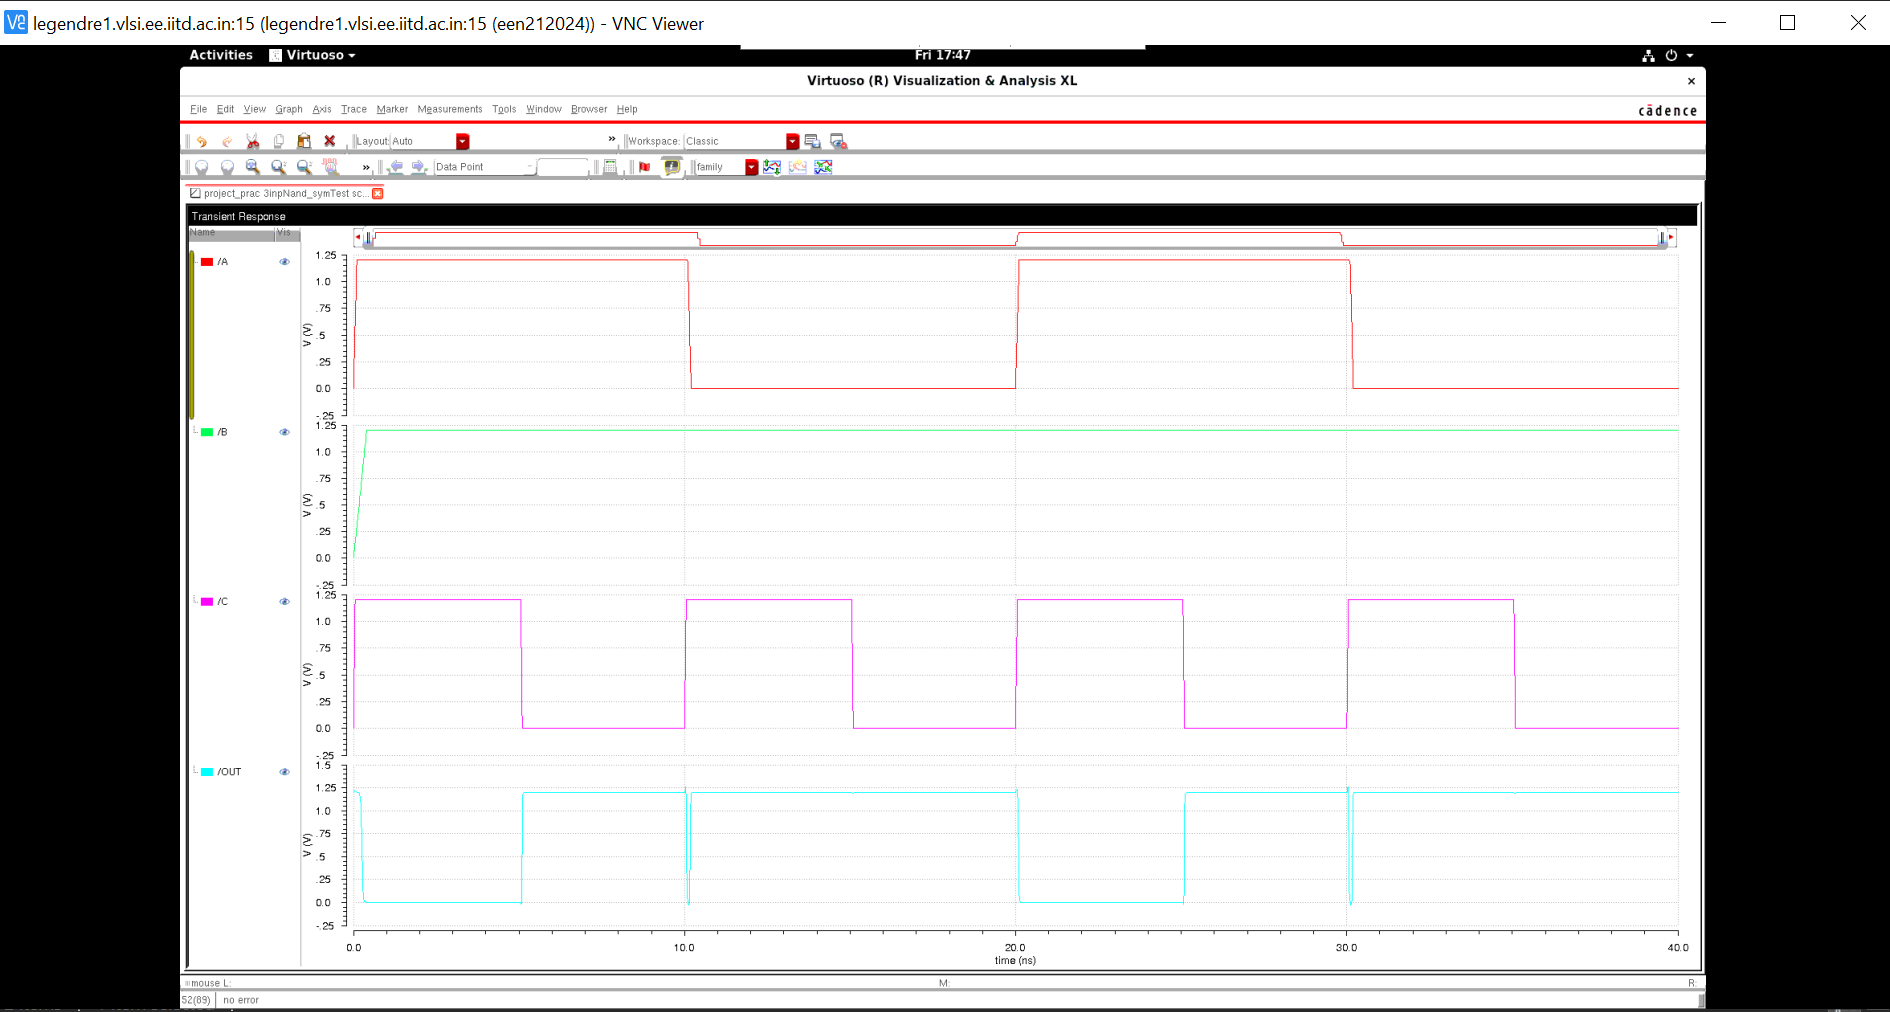 legendre1.vlsi.ee.iitd.ac.in:15 (legendre1.vlsi.ee.iitd.ac.in:15 (een212024)) - VNC Viewer
Activities Virtuoso Fri 17:47
Virtuoso (R) Visualization & Analysis XL
File Edit View Graph Axis Trace Marker Measurements Tools Window Browser Help cādence
Layout: Auto » Workspace: Classic
» Data Point family
project_prac 3inpNand_symTest sc...
Transient Response
Name Vis
/A
1.25
1.0
.75
.5
.25
0.0
-.25
V (V)
/B
1.25
1.0
.75
.5
.25
0.0
-.25
V (V)
/C
1.25
1.0
.75
.5
.25
0.0
-.25
V (V)
/OUT
1.5
1.25
1.0
.75
.5
.25
0.0
-.25
V (V)
0.0 10.0 20.0 30.0 40.0
time (ns)
mouse L: M: R:
52(89) no error